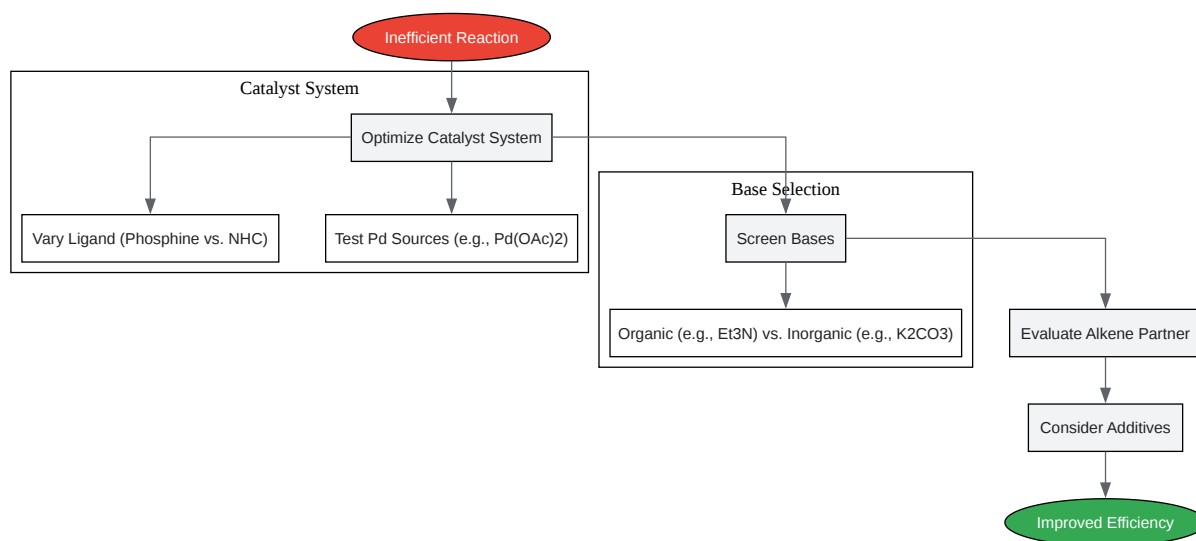 Inefficient Reaction
Catalyst System
Optimize Catalyst System
Vary Ligand (Phosphine vs. NHC)
Test Pd Sources (e.g., Pd(OAc)2)
Base Selection
Screen Bases
Organic (e.g., Et3N) vs. Inorganic (e.g., K2CO3)
Evaluate Alkene Partner
Consider Additives
Improved Efficiency